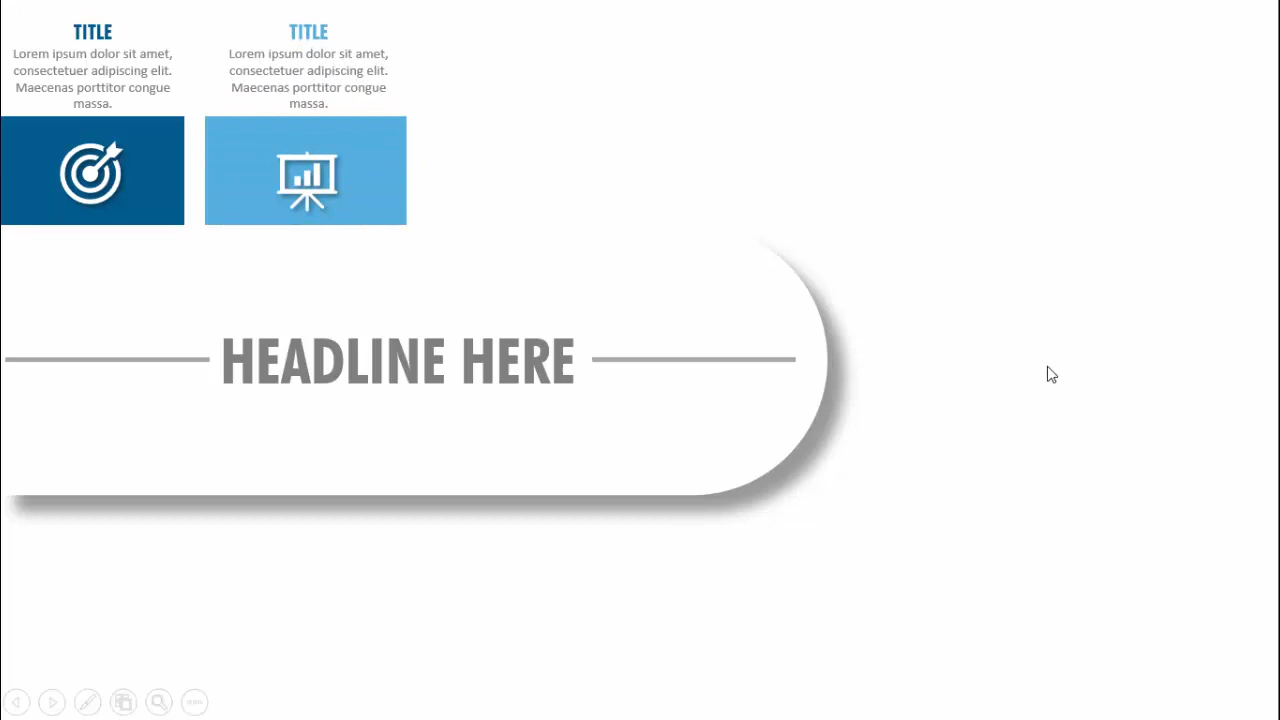 TITLE
Lorem ipsum dolor sit amet,
consectetuer adipiscing elit.
Maecenas porttitor congue
massa.
TITLE
Lorem ipsum dolor sit amet,
consectetuer adipiscing elit.
Maecenas porttitor congue
massa.
HEADLINE HERE